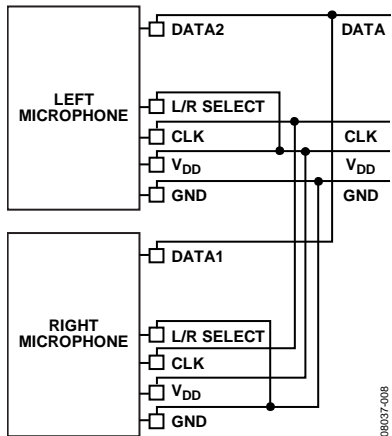 DATA2 DATA
LEFT
MICROPHONE
L/R SELECT
CLK CLK
VDD VDD
GND GND
DATA1
RIGHT
MICROPHONE
L/R SELECT
CLK
VDD
GND
08037-008